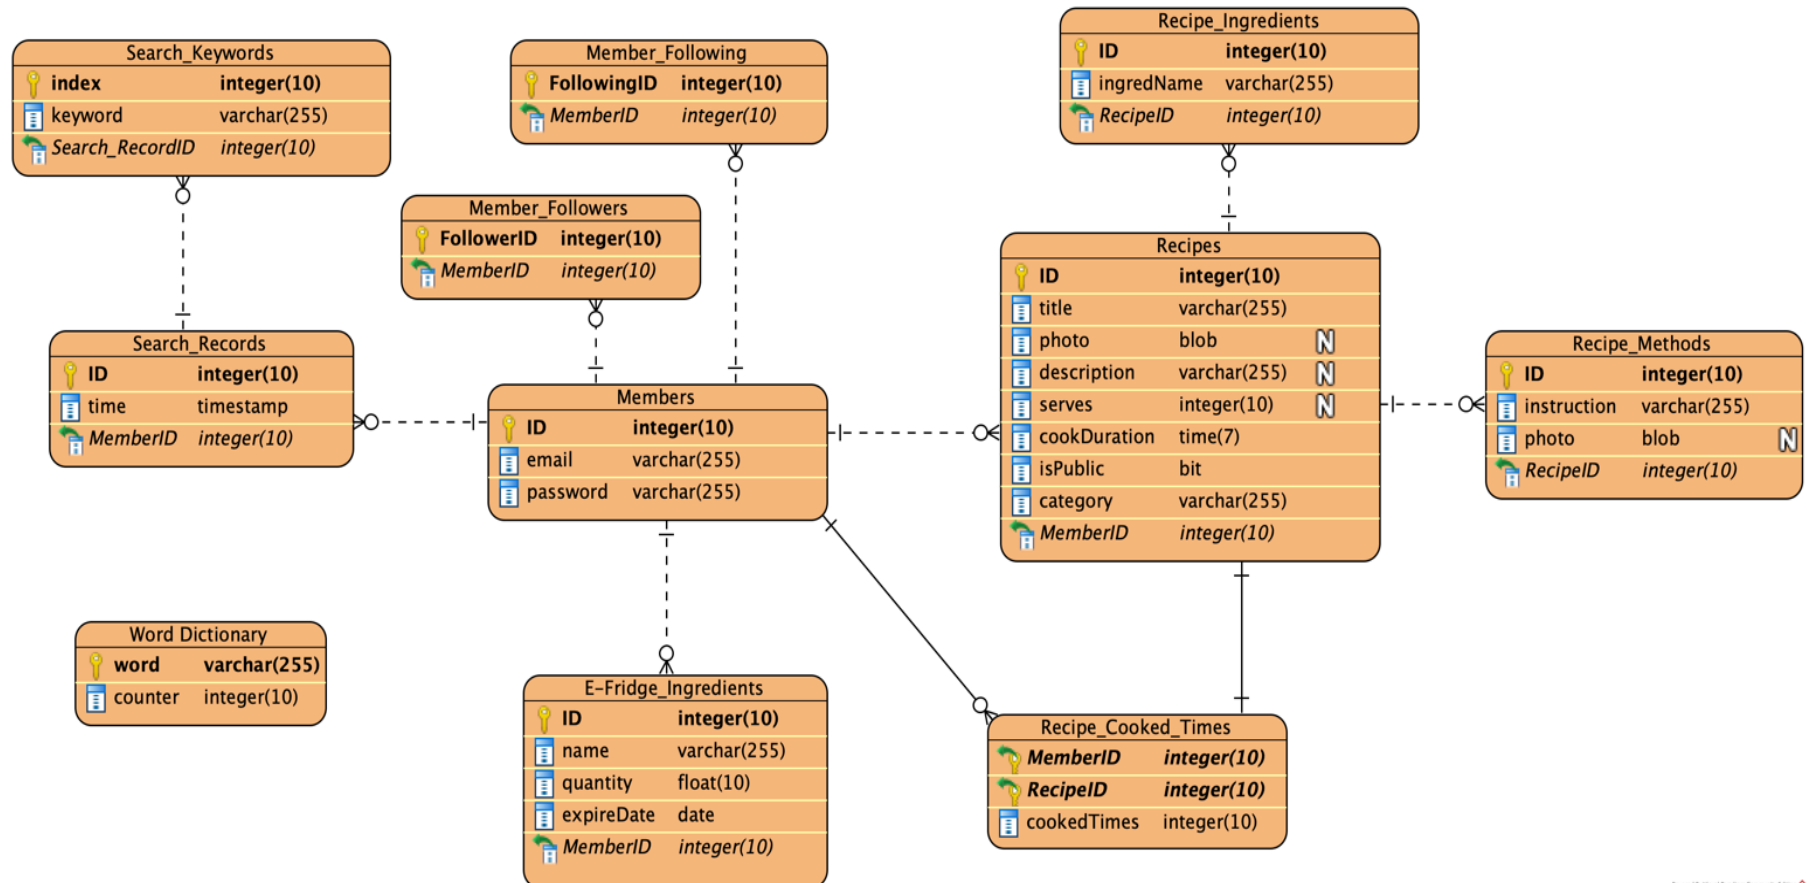 Search_Keywords
index integer(10)
keyword varchar(255)
Search_RecordID integer(10)
Member_Following
FollowingID integer(10)
MemberID integer(10)
Recipe_Ingredients
ID integer(10)
ingredName varchar(255)
RecipeID integer(10)
Member_Followers
FollowerID integer(10)
MemberID integer(10)
Recipes
ID integer(10)
title varchar(255)
photo blob N
description varchar(255) N
serves integer(10) N
cookDuration time(7)
isPublic bit
category varchar(255)
MemberID integer(10)
Search_Records
ID integer(10)
time timestamp
MemberID integer(10)
Members
ID integer(10)
email varchar(255)
password varchar(255)
Recipe_Methods
ID integer(10)
instruction varchar(255)
photo blob N
RecipeID integer(10)
Word Dictionary
word varchar(255)
counter integer(10)
E-Fridge_Ingredients
ID integer(10)
name varchar(255)
quantity float(10)
expireDate date
MemberID integer(10)
Recipe_Cooked_Times
MemberID integer(10)
RecipeID integer(10)
cookedTimes integer(10)